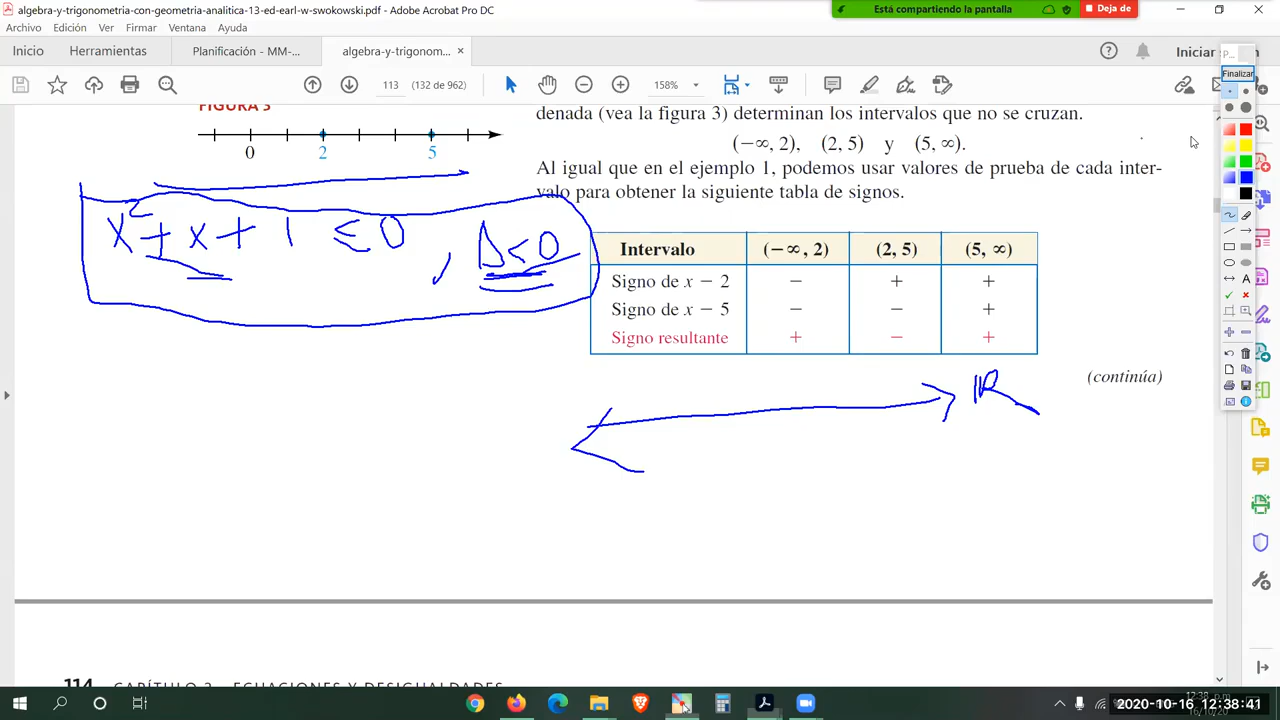 algebra-y-trigonometria-con-geometria-analitica-13-ed-earl-w-swokowski.pdf - Adobe Acrobat Pro DC
Está compartiendo la pantalla
Deja de
Archivo Edición Ver Firmar Ventana Ayuda
Inicio Herramientas Planificación - MM-... algebra-y-trigonom... × Iniciar
Finalizar
113 (132 de 962) 158%
FIGURA 3
0 2 5
denada (vea la figura 3) determinan los intervalos que no se cruzan.
(−∞, 2), (2, 5) y (5, ∞).
Al igual que en el ejemplo 1, podemos usar valores de prueba de cada inter-
valo para obtener la siguiente tabla de signos.
x² + x + 1 ≤ 0 , Δ < 0
Intervalo (−∞, 2) (2, 5) (5, ∞)
Signo de x − 2 − + +
Signo de x − 5 − − +
Signo resultante + − +
(continúa)
ℝ
114 CAPÍTULO 2 ECUACIONES Y DESIGUALDADES
2020-10-16 12:38:41